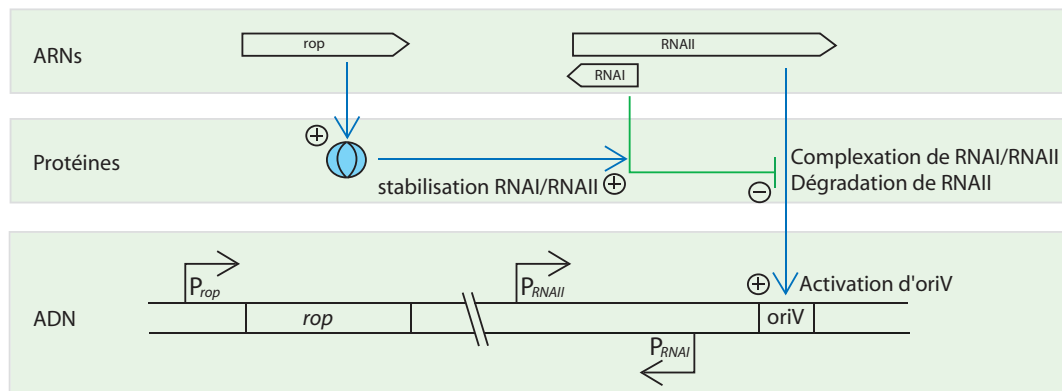 ARNs
rop
RNAII
RNAI
Protéines
+
stabilisation RNAI/RNAII +
−
Complexation de RNAI/RNAII
Dégradation de RNAII
ADN
Prop
PRNAII
+ Activation d'oriV
rop
oriV
PRNAI